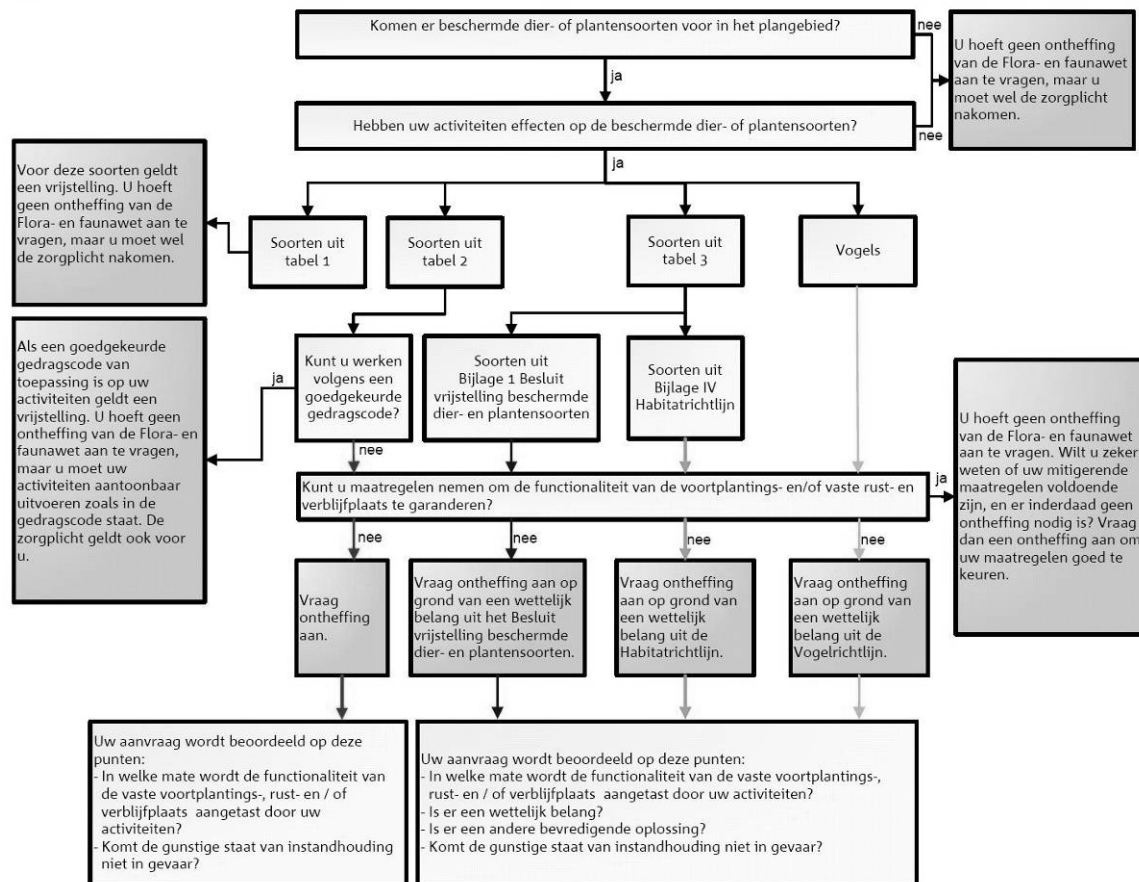 Komen er beschermde dier- of plantensoorten voor in het plangebied?
nee
U hoeft geen ontheffing
van de Flora- en faunawet
aan te vragen, maar u
moet wel de zorgplicht
nakomen.
ja
Hebben uw activiteiten effecten op de beschermde dier- of plantensoorten?
nee
ja
Voor deze soorten geldt
een vrijstelling. U hoeft
geen ontheffing van de
Flora- en faunawet aan te
vragen, maar u moet wel
de zorgplicht nakomen.
Soorten uit
tabel 1
Soorten uit
tabel 2
Soorten uit
tabel 3
Vogels
Als een goedgekeurde
gedragscode van
toepassing is op uw
activiteiten geldt een
vrijstelling. U hoeft geen
ontheffing van de Flora- en
faunawet aan te vragen,
maar u moet uw
activiteiten aantoonbaar
uitvoeren zoals in de
gedragscode staat. De
zorgplicht geldt ook voor
u.
ja
Kunt u werken
volgens een
goedgekeurde
gedragscode?
Soorten uit
Bijlage 1 Besluit
vrijstelling beschermde
dier- en plantensoorten
Soorten uit
Bijlage IV
Habitatrichtlijn
nee
Kunt u maatregelen nemen om de functionaliteit van de voortplantings- en/of vaste rust- en
verblijfplaats te garanderen?
ja
U hoeft geen ontheffing
van de Flora- en faunawet
aan te vragen. Wilt u zeker
weten of uw mitigerende
maatregelen voldoende
zijn, en er inderdaad geen
ontheffing nodig is? Vraag
dan een ontheffing aan om
uw maatregelen goed te
keuren.
nee
nee
nee
nee
Vraag
ontheffing
aan.
Vraag ontheffing aan op
grond van een wettelijk
belang uit het Besluit
vrijstelling beschermde
dier- en plantensoorten.
Vraag ontheffing
aan op grond van
een wettelijk
belang uit de
Habitatrichtlijn.
Vraag ontheffing
aan op grond van
een wettelijk
belang uit de
Vogelrichtlijn.
Uw aanvraag wordt beoordeeld op deze
punten:
- In welke mate wordt de functionaliteit van
de vaste voortplantings-, rust- en / of
verblijfplaats aangetast door uw
activiteiten?
- Komt de gunstige staat van instandhouding
niet in gevaar?
Uw aanvraag wordt beoordeeld op deze punten:
- In welke mate wordt de functionaliteit van de vaste voortplantings-,
rust- en / of verblijfplaats aangetast door uw activiteiten?
- Is er een wettelijk belang?
- Is er een andere bevredigende oplossing?
- Komt de gunstige staat van instandhouding niet in gevaar?